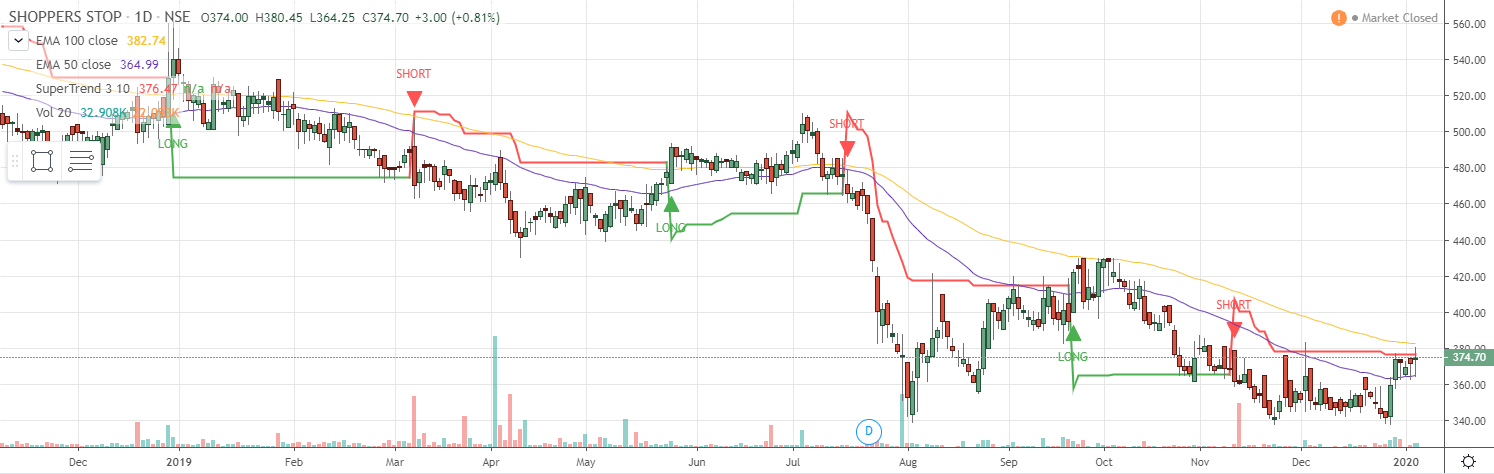 SHOPPERS STOP · 1D · NSE O374.00 H380.45 L364.25 C374.70 +3.00 (+0.81%)
! Market Closed
EMA 100 close 382.74
EMA 50 close 364.99
SuperTrend 3 10 376.47 n/a n/a
Vol 20 32.908K
SHORT
SHORT
LONG
LONG
SHORT
LONG
D
560.00
540.00
520.00
500.00
480.00
460.00
440.00
420.00
400.00
380.00
374.70
360.00
340.00
Dec 2019 Feb Mar Apr May Jun Jul Aug Sep Oct Nov Dec 2020